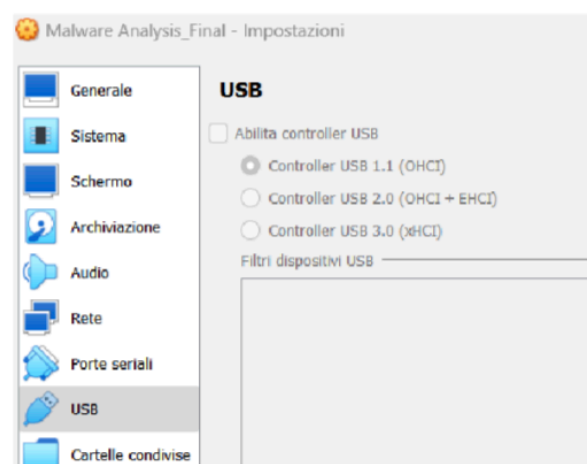 Malware Analysis_Final - Impostazioni
Generale
Sistema
Schermo
Archiviazione
Audio
Rete
Porte seriali
USB
Cartelle condivise
USB
Abilita controller USB
Controller USB 1.1 (OHCI)
Controller USB 2.0 (OHCI + EHCI)
Controller USB 3.0 (xHCI)
Filtri dispositivi USB